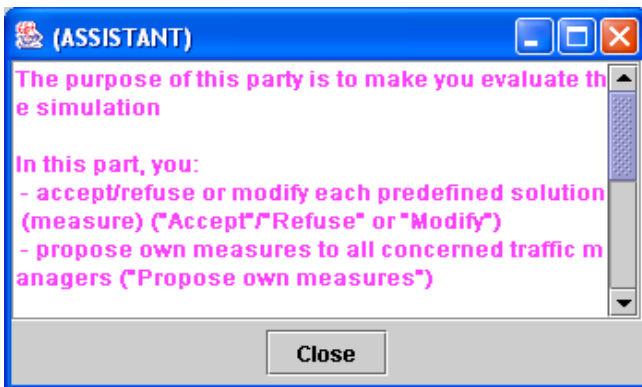 (ASSISTANT)
The purpose of this party is to make you evaluate th
e simulation
In this part, you:
- accept/refuse or modify each predefined solution
(measure) ("Accept"/"Refuse" or "Modify")
- propose own measures to all concerned traffic m
anagers ("Propose own measures")
Close